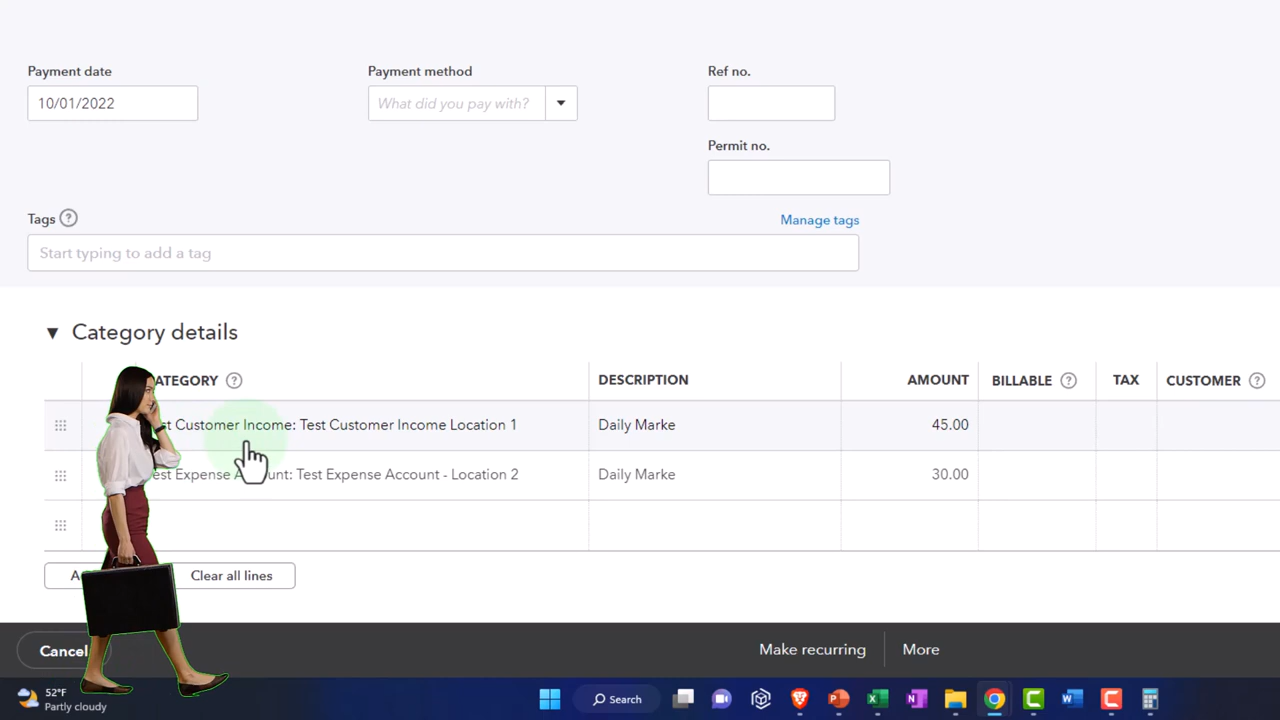 Payment date
Payment method
Ref no.
10/01/2022
What did you pay with?
Permit no.
Tags ?
Manage tags
Start typing to add a tag
Category details
? DESCRIPTION AMOUNT BILLABLE ? TAX CUSTOMER ?
Customer Income: Test Customer Income Location 1 Daily Marke 45.00
Expense Test Expense Account - Location 2 Daily Marke 30.00
Clear all lines
Cancel
Make recurring
More
52°F
Partly cloudy
Search